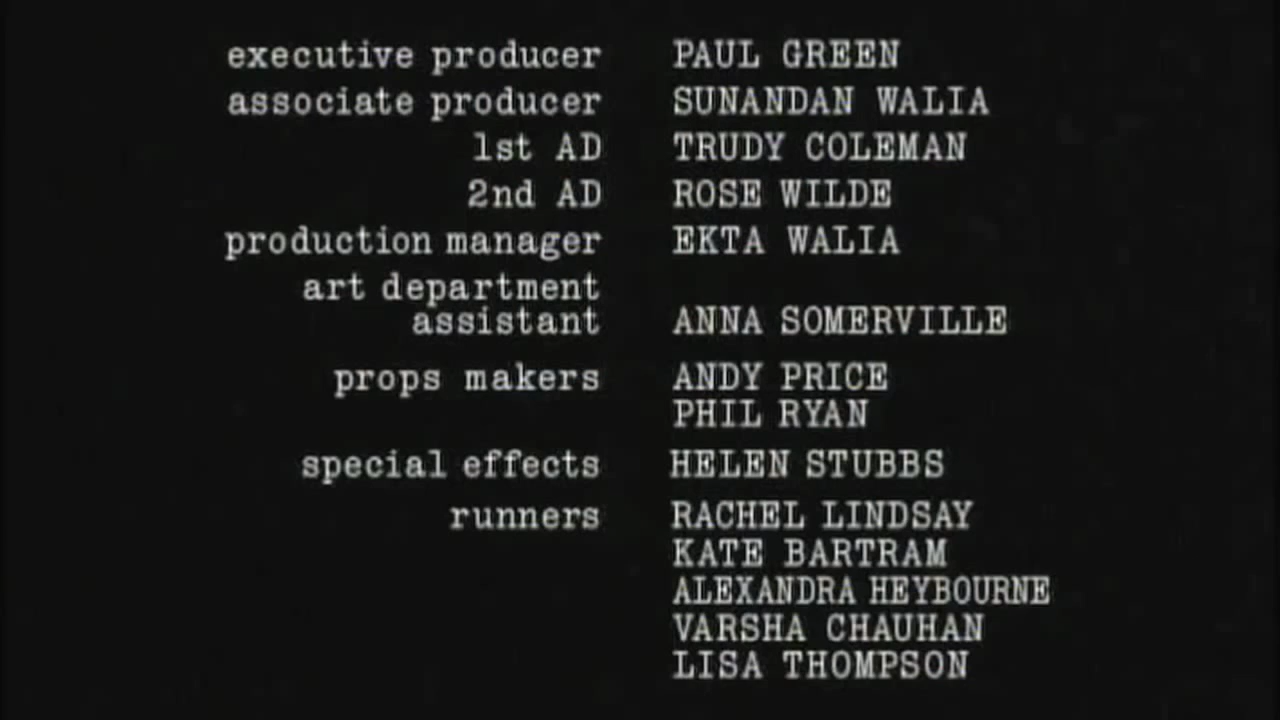 executive producer PAUL GREEN
associate producer SUNANDAN WALIA
1st AD TRUDY COLEMAN
2nd AD ROSE WILDE
production manager EKTA WALIA
art department
assistant ANNA SOMERVILLE
props makers ANDY PRICE
PHIL RYAN
special effects HELEN STUBBS
runners RACHEL LINDSAY
KATE BARTRAM
ALEXANDRA HEYBOURNE
VARSHA CHAUHAN
LISA THOMPSON